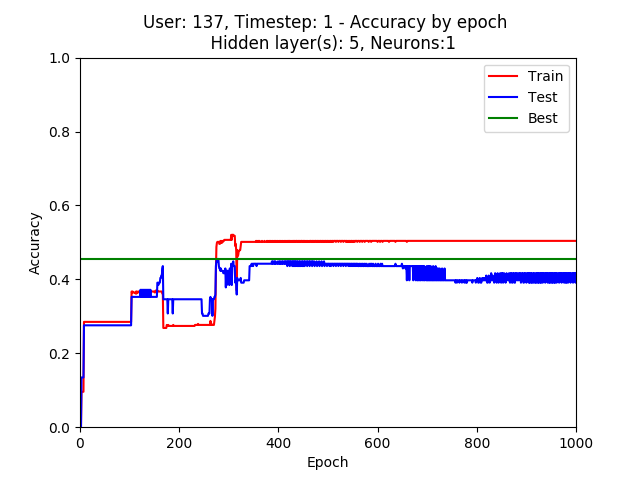 User: 137, Timestep: 1 - Accuracy by epoch
Hidden layer(s): 5, Neurons:1
1.0
0.8
0.6
0.4
0.2
0.0
Accuracy
Train
Test
Best
0 200 400 600 800 1000
Epoch